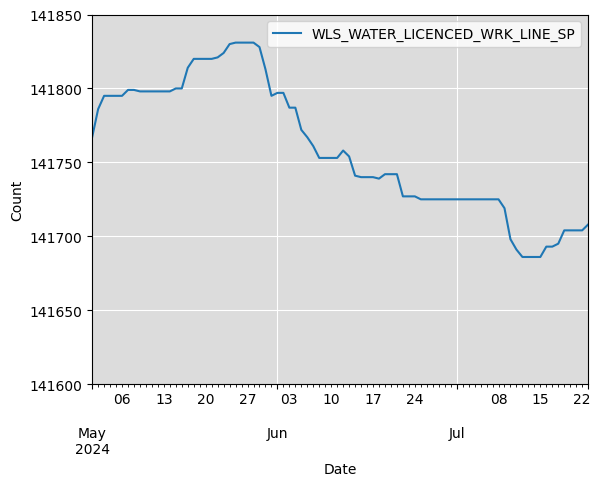 WLS_WATER_LICENCED_WRK_LINE_SP
141850
141800
141750
141700
141650
141600
Count
06 13 20 27 03 10 17 24 08 15 22
May Jun Jul
2024
Date